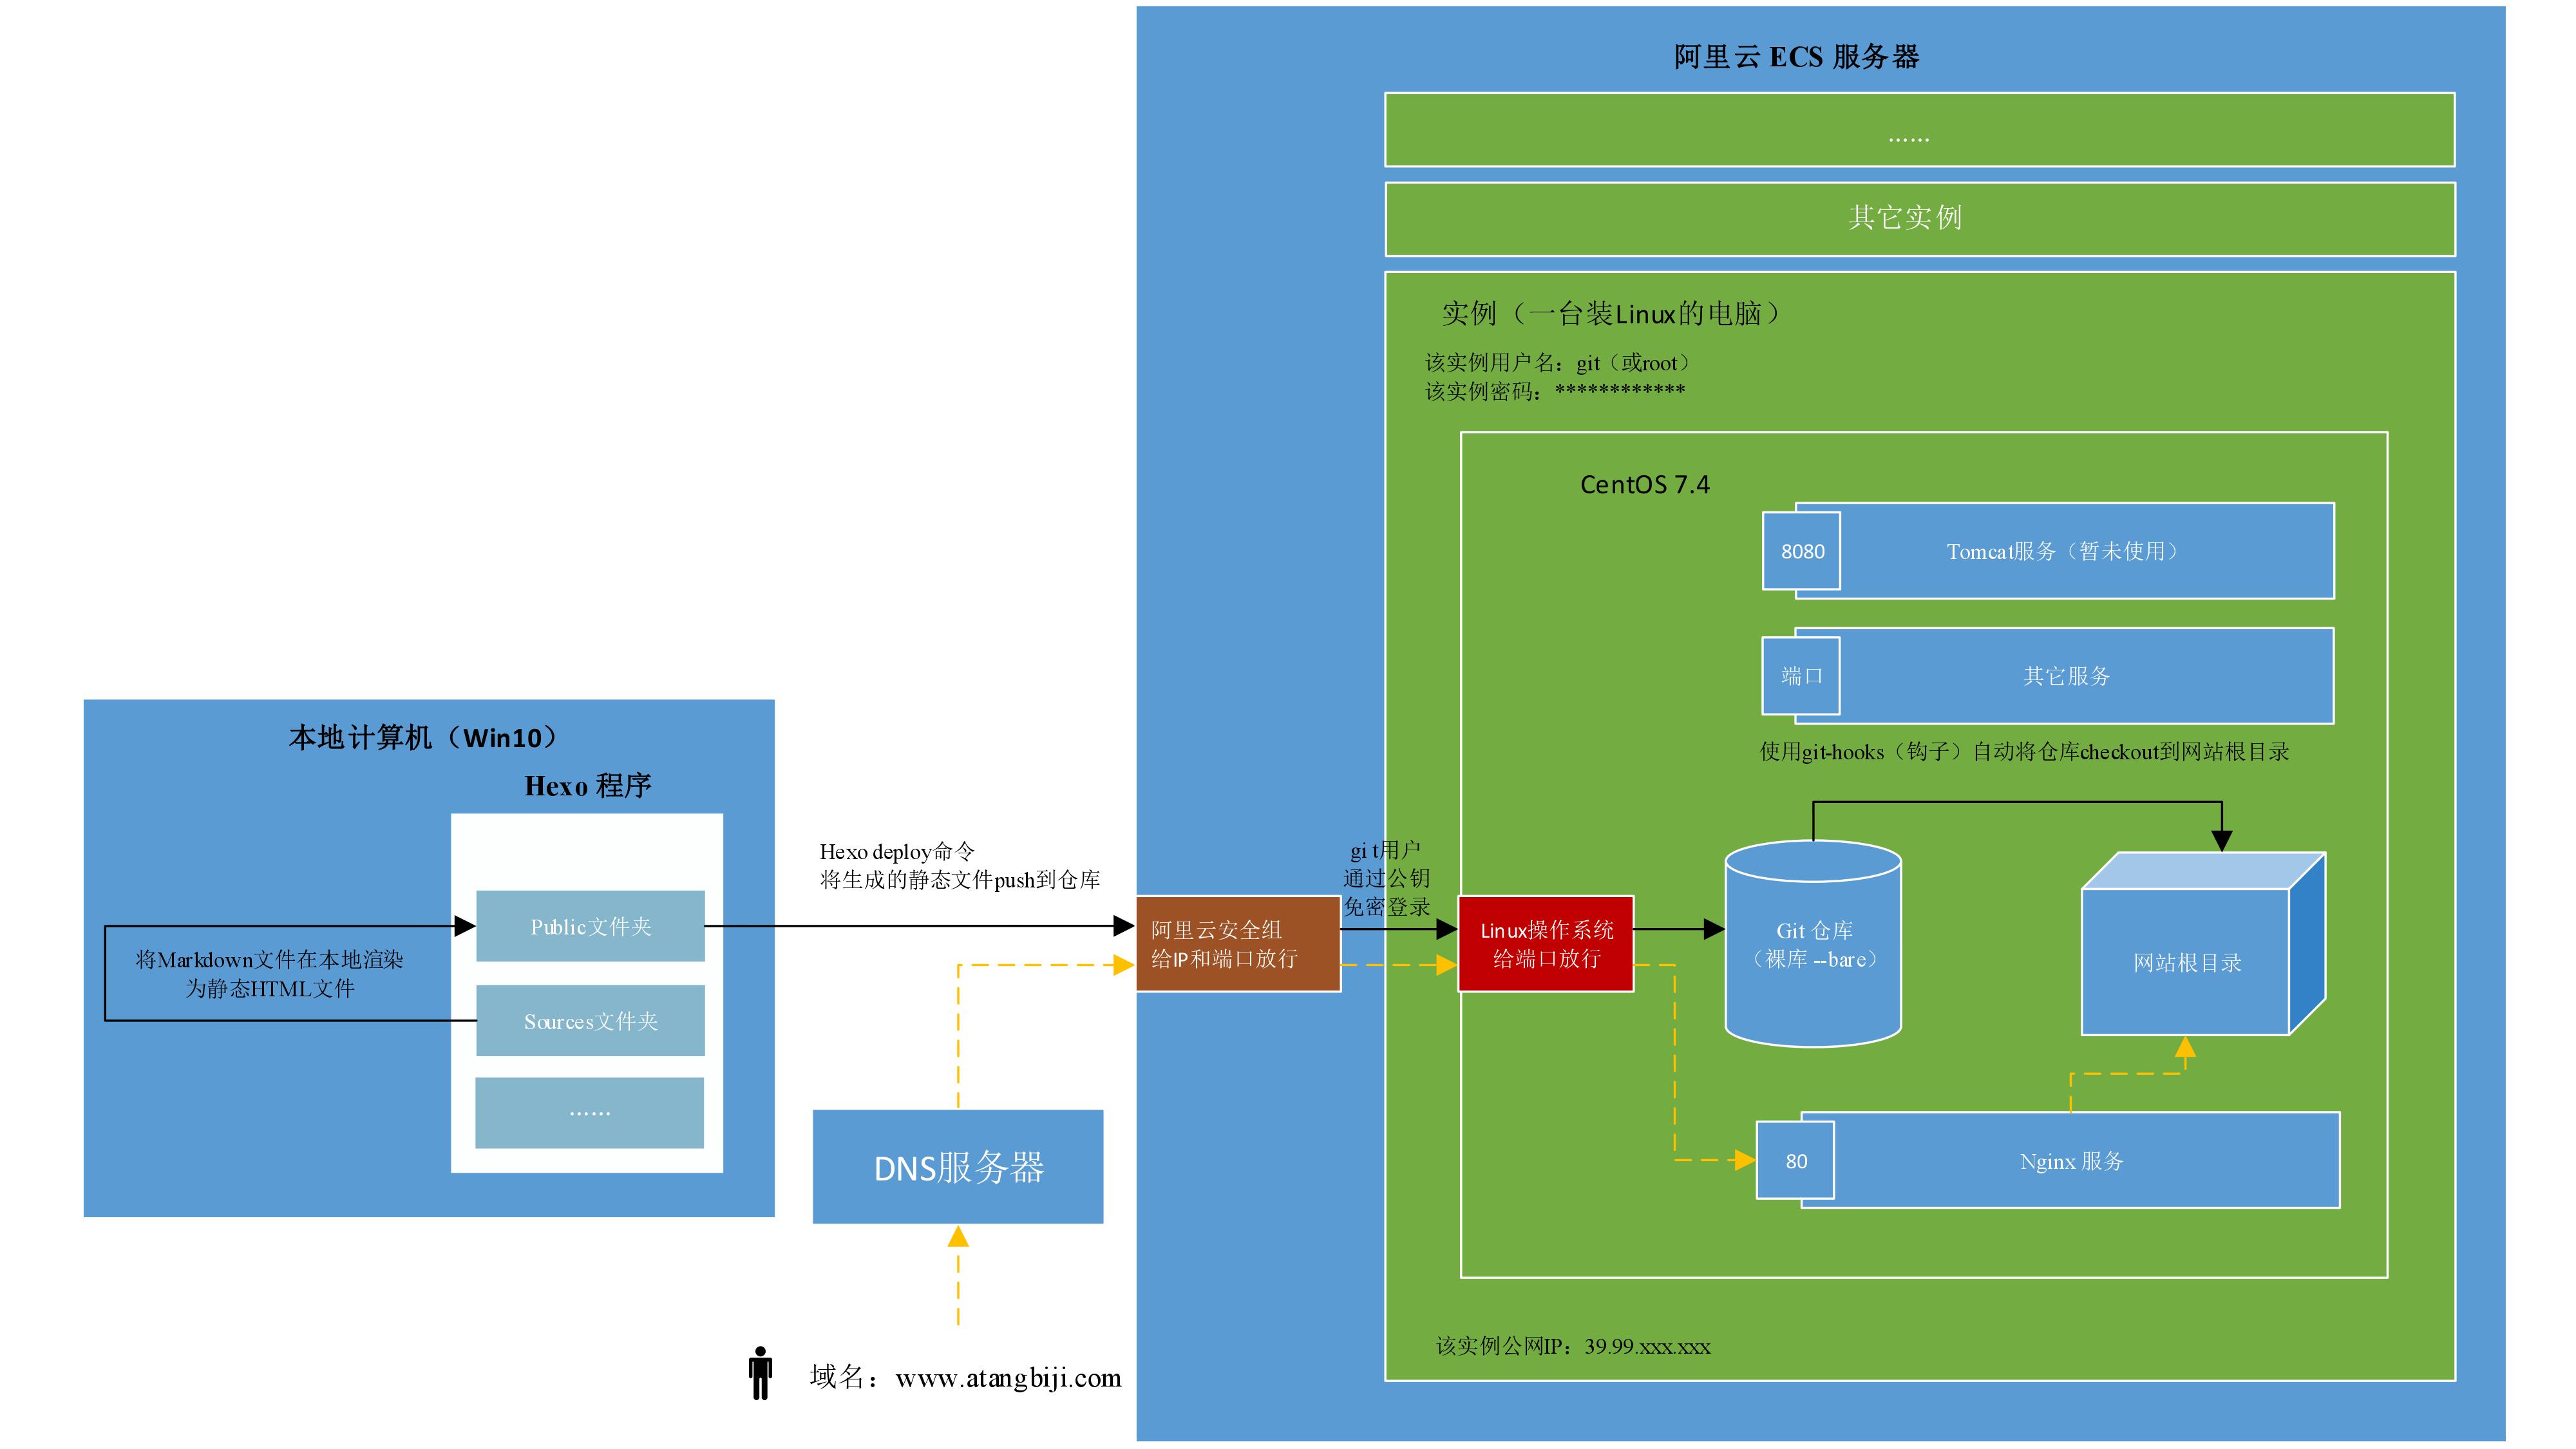 阿里云 ECS 服务器
……
其它实例
实例（一台装Linux的电脑）
该实例用户名：git（或root）
该实例密码：************
CentOS 7.4
8080
Tomcat服务（暂未使用）
端口
其它服务
使用git-hooks（钩子）自动将仓库checkout到网站根目录
本地计算机（Win10）
Hexo 程序
Public文件夹
将Markdown文件在本地渲染
为静态HTML文件
Sources文件夹
……
Hexo deploy命令
将生成的静态文件push到仓库
阿里云安全组
给IP和端口放行
gi t用户
通过公钥
免密登录
Linux操作系统
给端口放行
Git 仓库
（裸库 --bare）
网站根目录
DNS服务器
80
Nginx 服务
该实例公网IP：39.99.xxx.xxx
域名：www.atangbiji.com